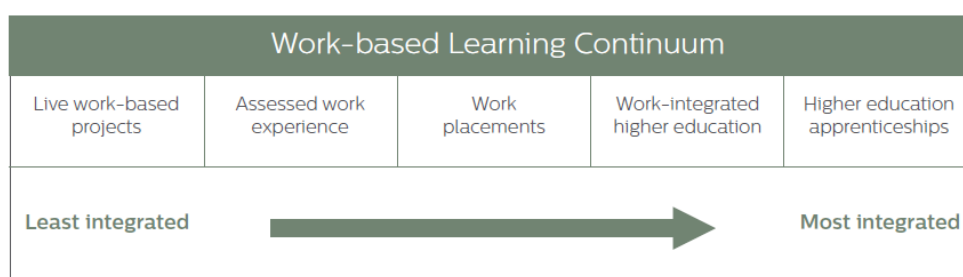 Work-based Learning Continuum
Live work-based
projects
Assessed work
experience
Work
placements
Work-integrated
higher education
Higher education
apprenticeships
Least integrated
Most integrated